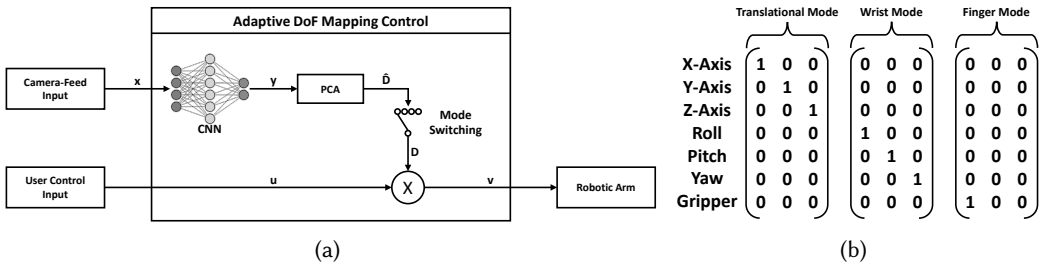 Adaptive DoF Mapping Control
Camera-Feed
Input
x
CNN
y
PCA
D̂
Mode
Switching
D
User Control
Input
u
X
v
Robotic Arm
(a)
Translational Mode Wrist Mode Finger Mode
X-Axis 1 0 0 0 0 0 0 0 0
Y-Axis 0 1 0 0 0 0 0 0 0
Z-Axis 0 0 1 0 0 0 0 0 0
Roll 0 0 0 1 0 0 0 0 0
Pitch 0 0 0 0 1 0 0 0 0
Yaw 0 0 0 0 0 1 0 0 0
Gripper 0 0 0 0 0 0 1 0 0
(b)